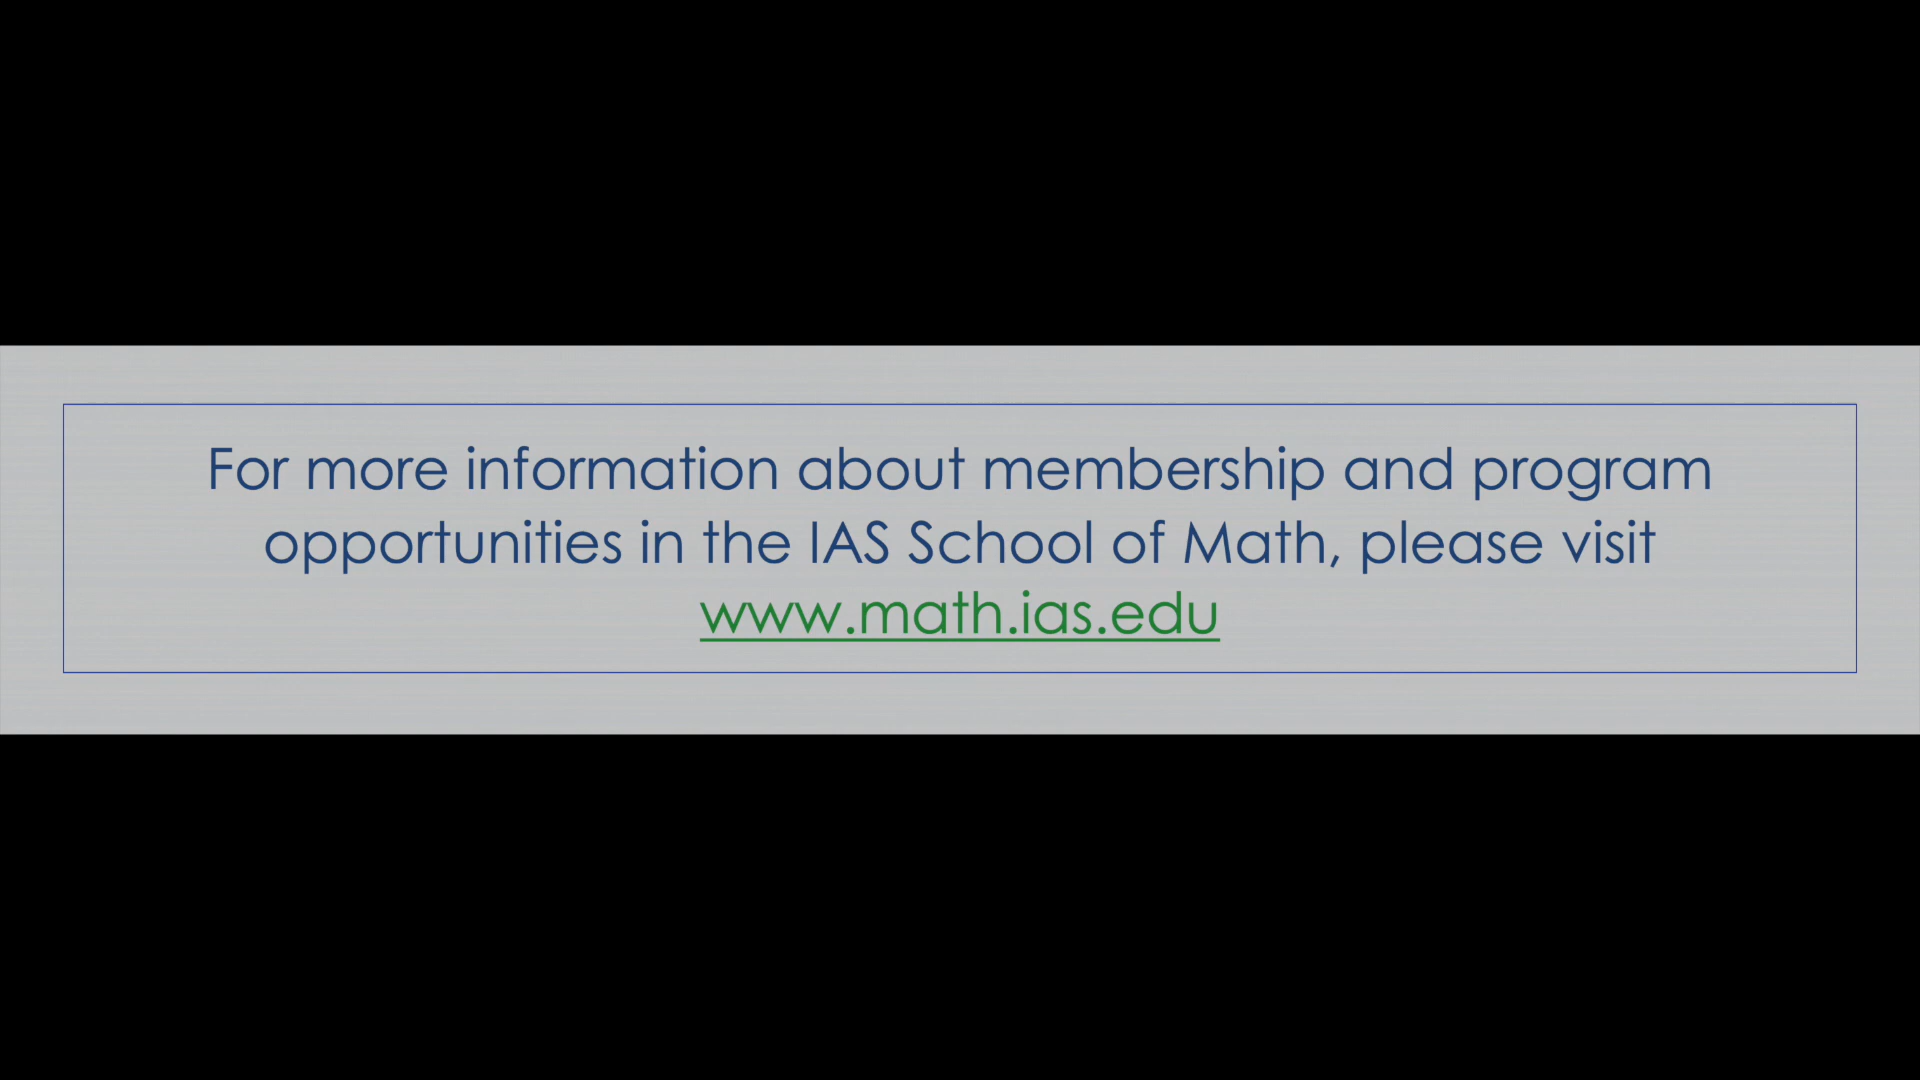 For more information about membership and program
opportunities in the IAS School of Math, please visit
www.math.ias.edu